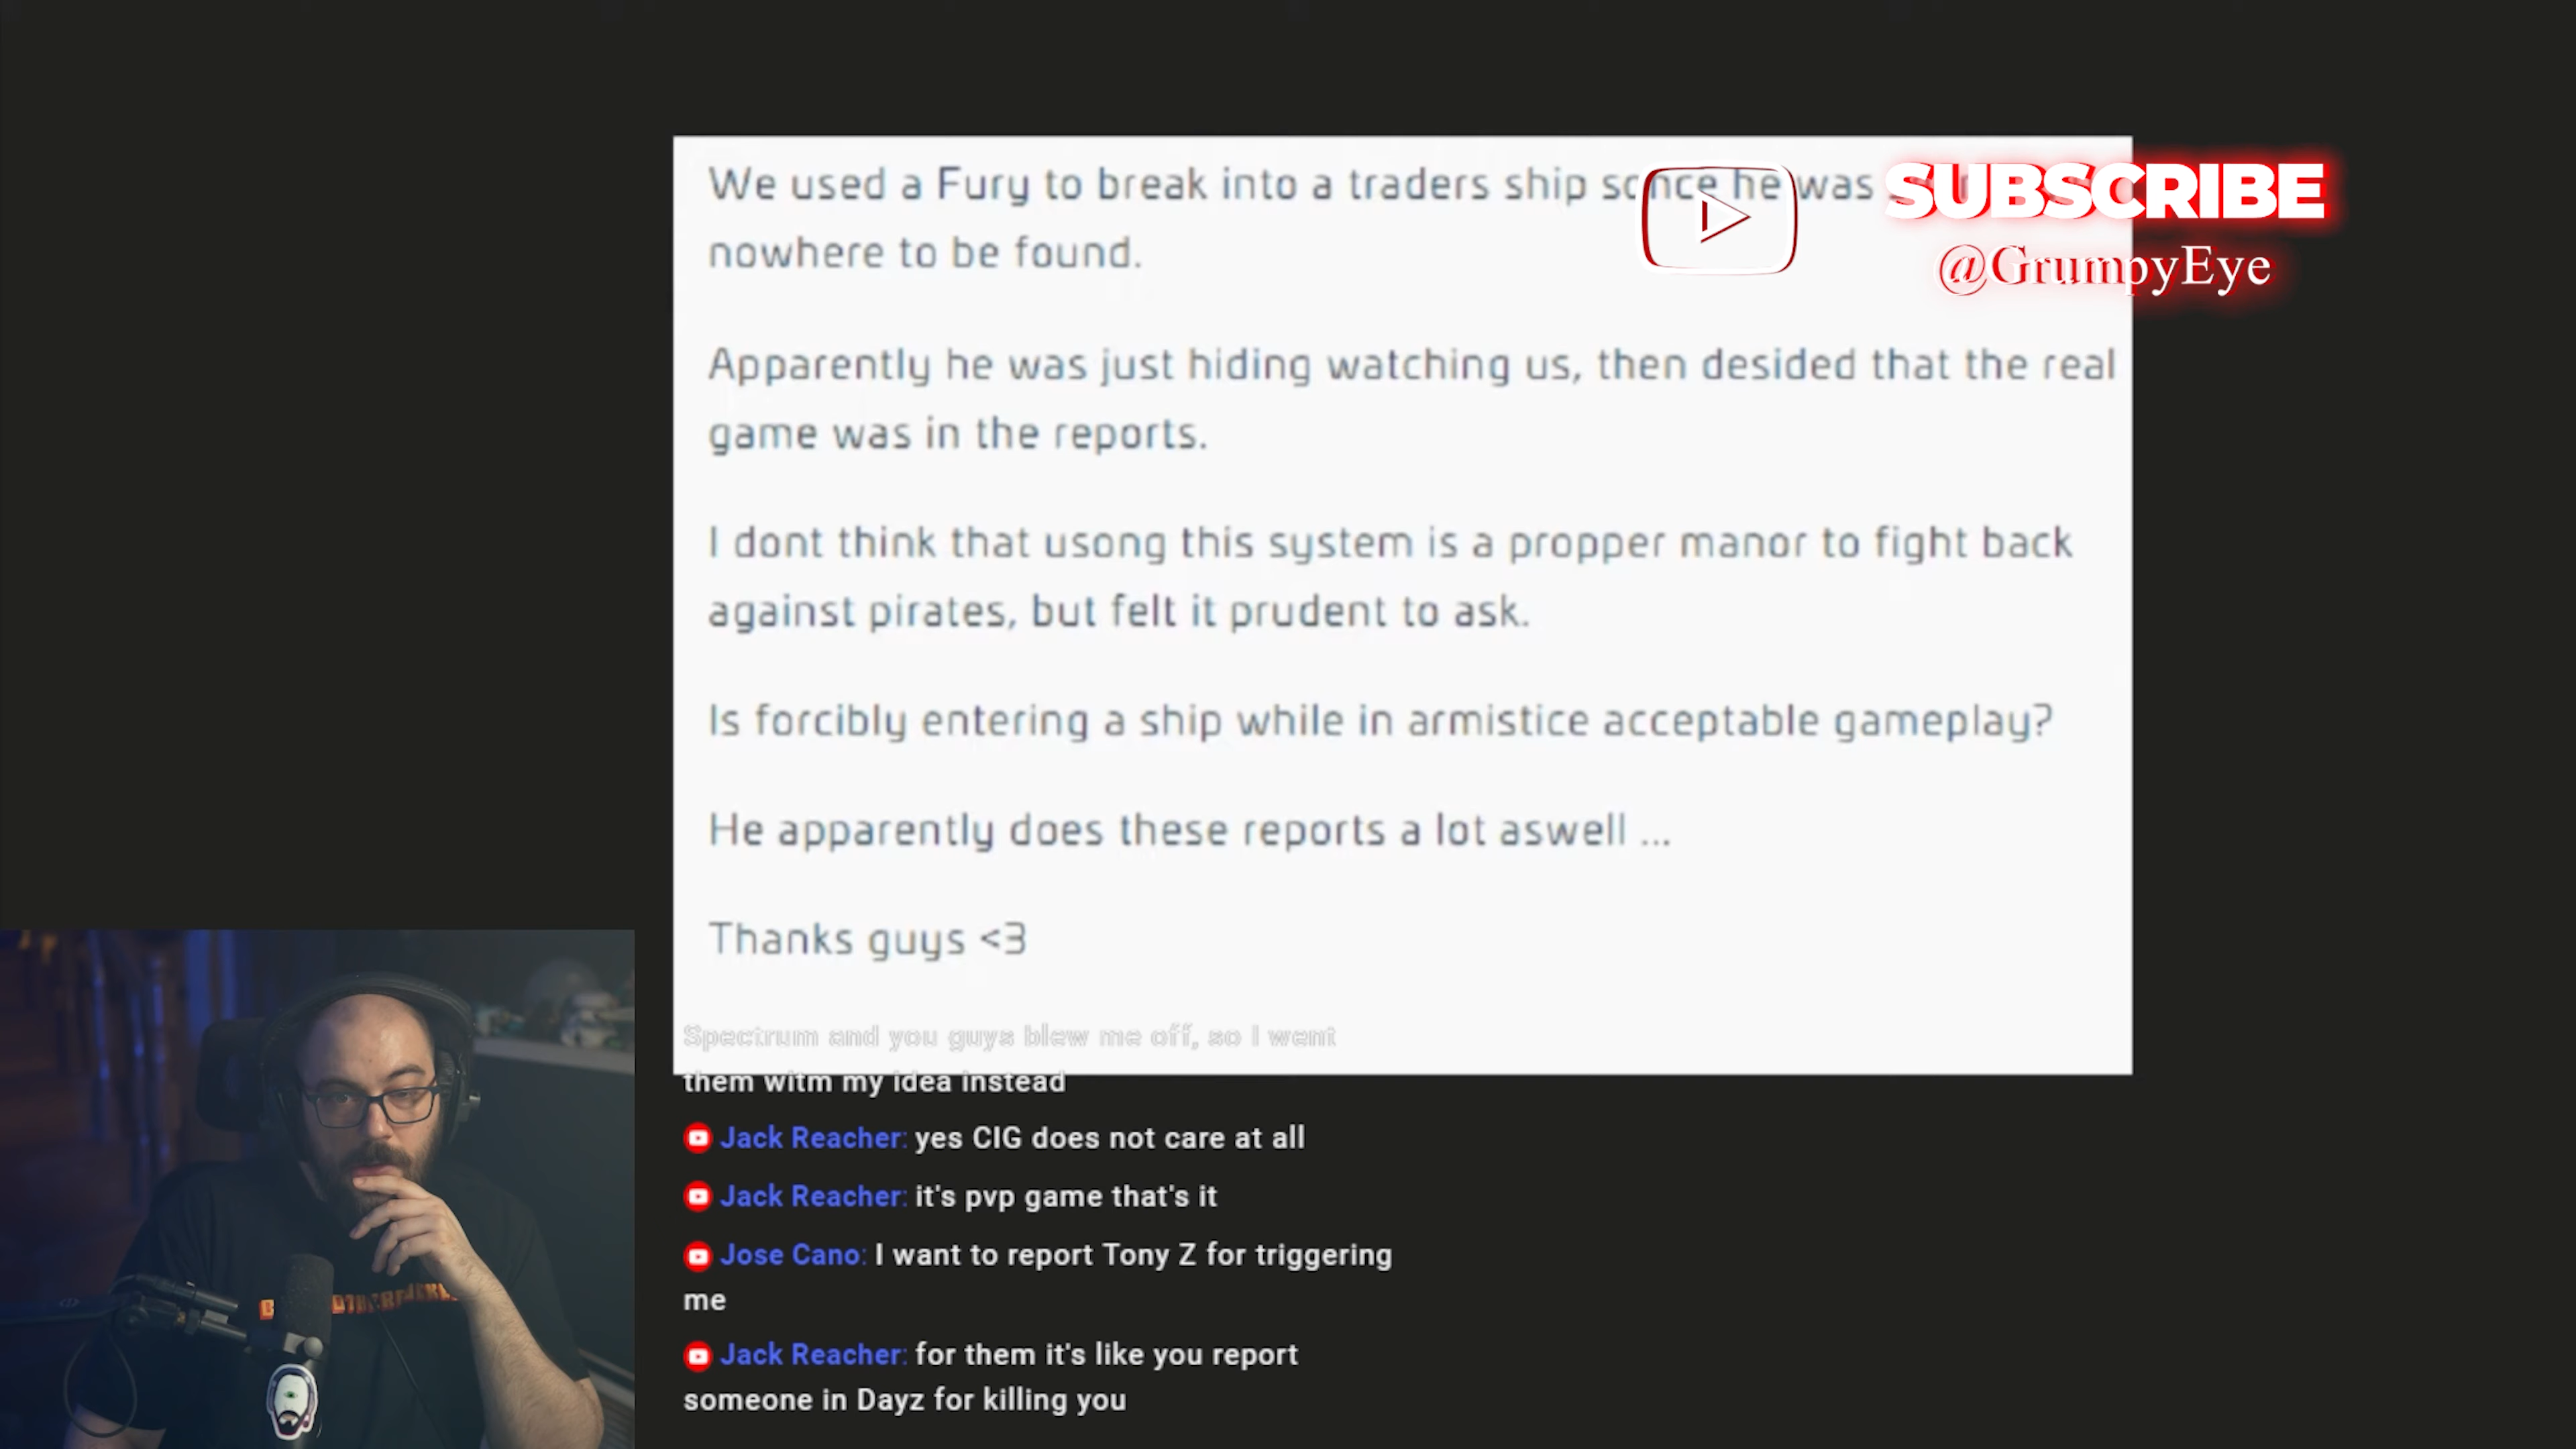 We used a Fury to break into a traders ship sonce he was
nowhere to be found.
SUBSCRIBE
@GrumpyEye
Apparently he was just hiding watching us, then desided that the real
game was in the reports.
I dont think that usong this system is a propper manor to fight back
against pirates, but felt it prudent to ask.
Is forcibly entering a ship while in armistice acceptable gameplay?
He apparently does these reports a lot aswell ...
Thanks guys <3
Spectrum and you guys blew me off, so I went
them witm my idea instead
Jack Reacher: yes CIG does not care at all
Jack Reacher: it's pvp game that's it
Jose Cano: I want to report Tony Z for triggering
me
Jack Reacher: for them it's like you report
someone in Dayz for killing you